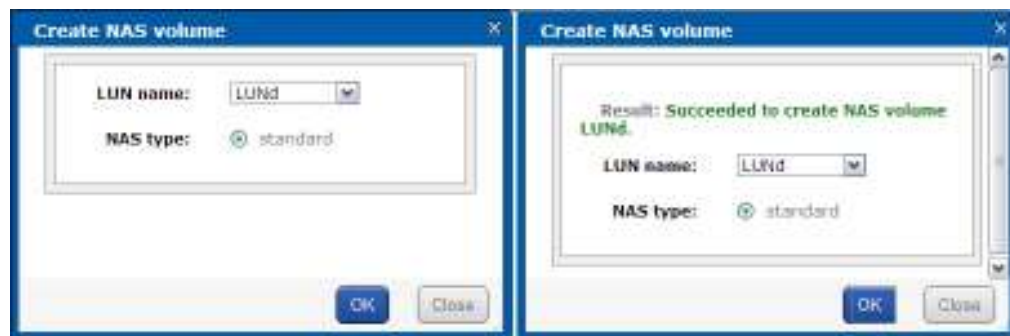 Create NAS volume
LUN name: LUNd
NAS type: standard
OK Close
Create NAS volume
Result: Succeeded to create NAS volume
LUNd.
LUN name: LUNd
NAS type: standard
OK Close